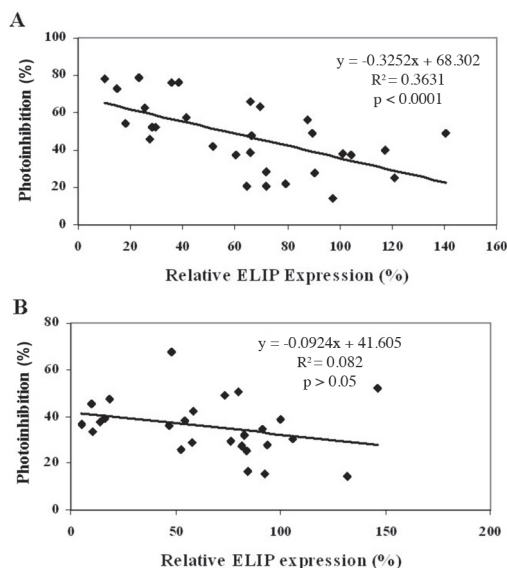 A
100
80
60
40
20
0
Photoinhibition (%)
y = -0.3252x + 68.302
R² = 0.3631
p < 0.0001
0 20 40 60 80 100 120 140 160
Relative ELIP Expression (%)
B
80
60
40
20
0
Photoinhibition (%)
y = -0.0924x + 41.605
R² = 0.082
p > 0.05
0 50 100 150 200
Relative ELIP expression (%)